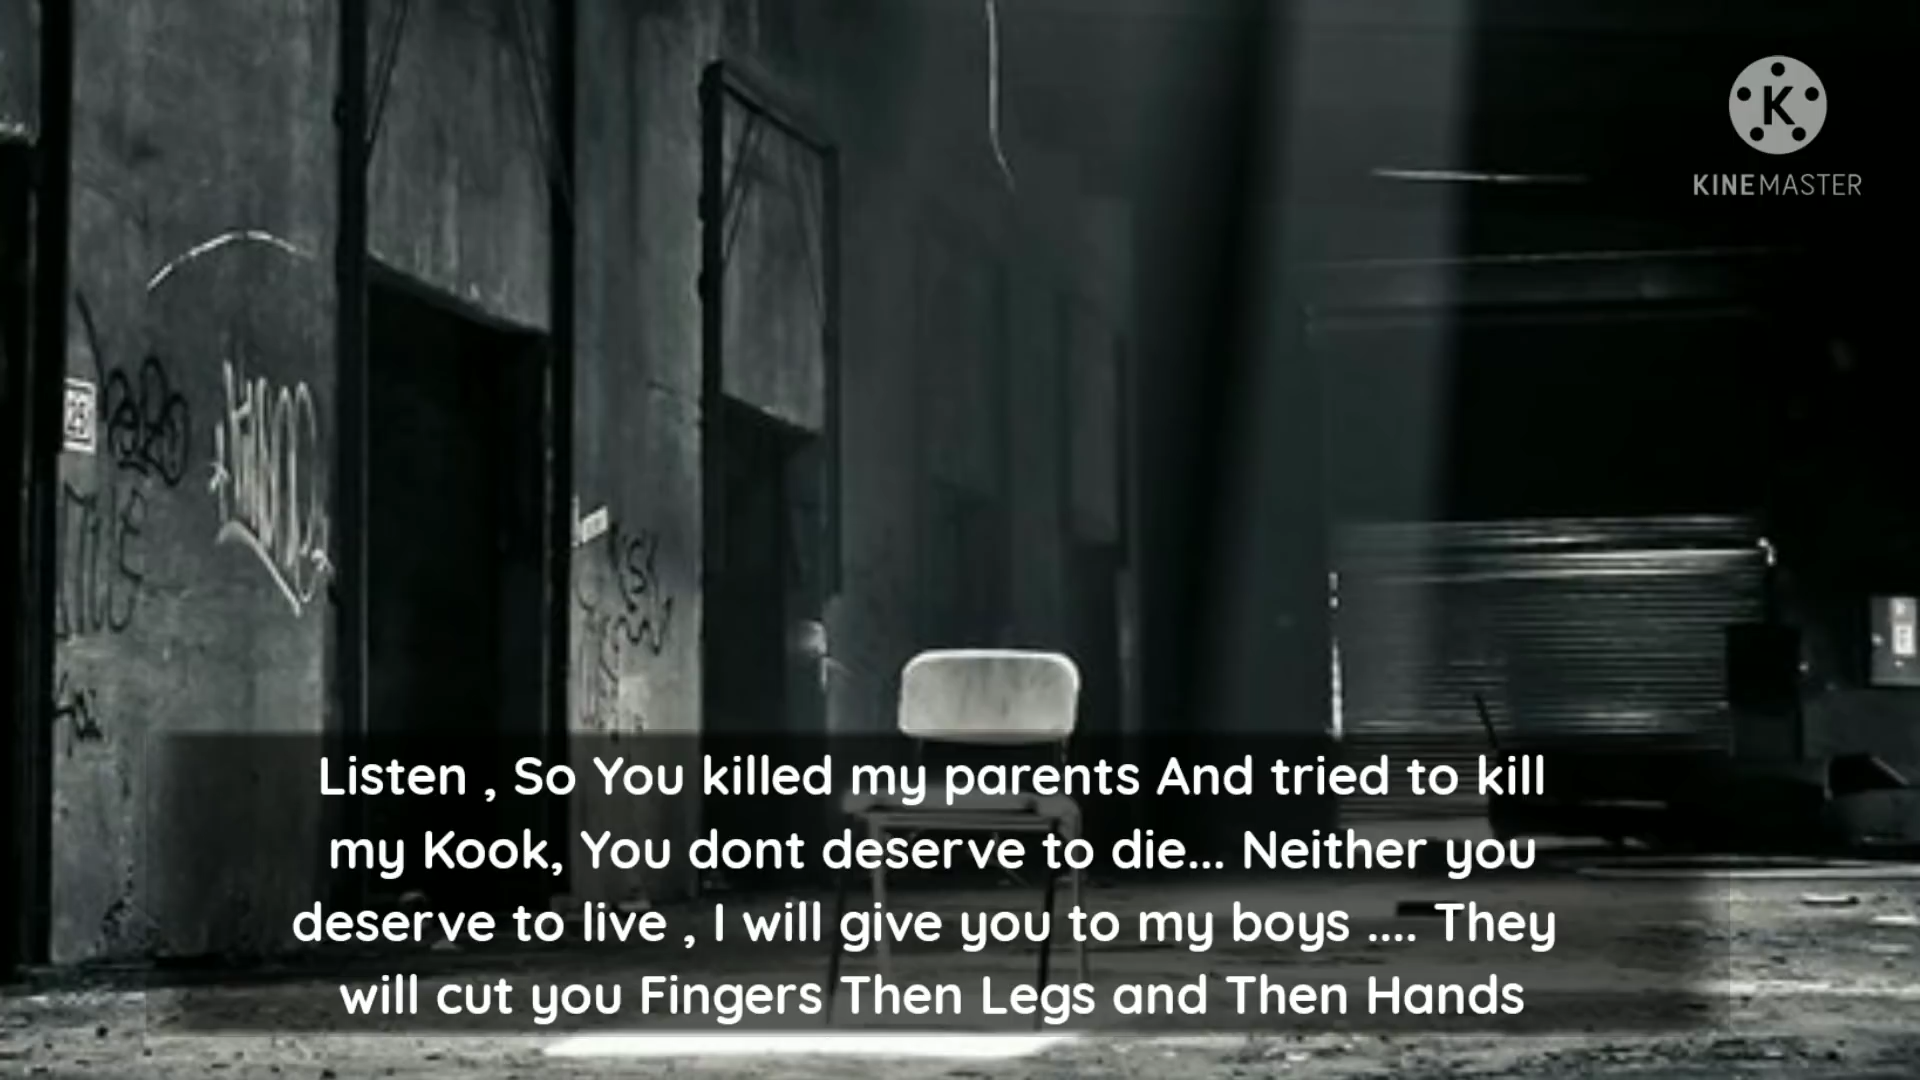 KINEMASTER
25
Listen , So You killed my parents And tried to kill
my Kook, You dont deserve to die... Neither you
deserve to live , I will give you to my boys .... They
will cut you Fingers Then Legs and Then Hands